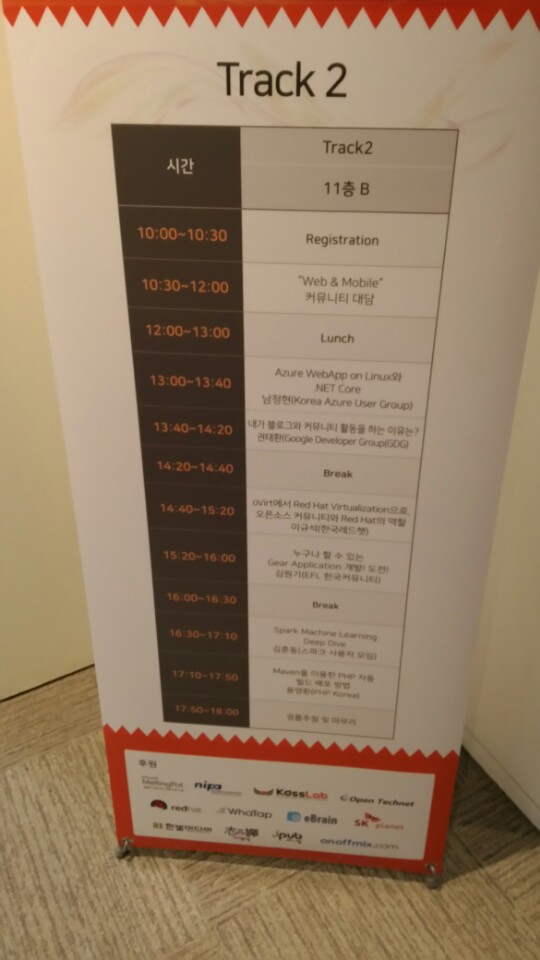 Track 2
시간
Track2
11층 B
10:00~10:30
Registration
10:30~12:00
"Web & Mobile"
커뮤니티 대담
12:00~13:00
Lunch
13:00~13:40
Azure WebApp on Linux와
.NET Core
남정현(Korea Azure User Group)
13:40~14:20
내가 블로그와 커뮤니티 활동을 하는 이유는?
권태환(Google Developer Group(GDG)
14:20~14:40
Break
14:40~15:20
oVirt에서 Red Hat Virtualization으로,
오픈소스 커뮤니티와 Red Hat의 역할
이규석(한국레드햇)
15:20~16:00
누구나 할 수 있는
Gear Application 개발! 도전!
김원기(EFL 한국커뮤니티)
16:00~16:30
Break
16:30~17:10
Spark Machine Learning
Deep Dive
김훈동(스파크 사용자 모임)
17:10~17:50
Maven을 이용한 PHP 자동
빌드 배포 방법
용영환(PHP Korea)
17:50~18:00
경품추첨 및 마무리
후원
MeltingPot
nipa
KossLab
Open Technet
redhat
WhaTap
eBrain
SK planet
한빛미디어
Jpub
onoffmix.com